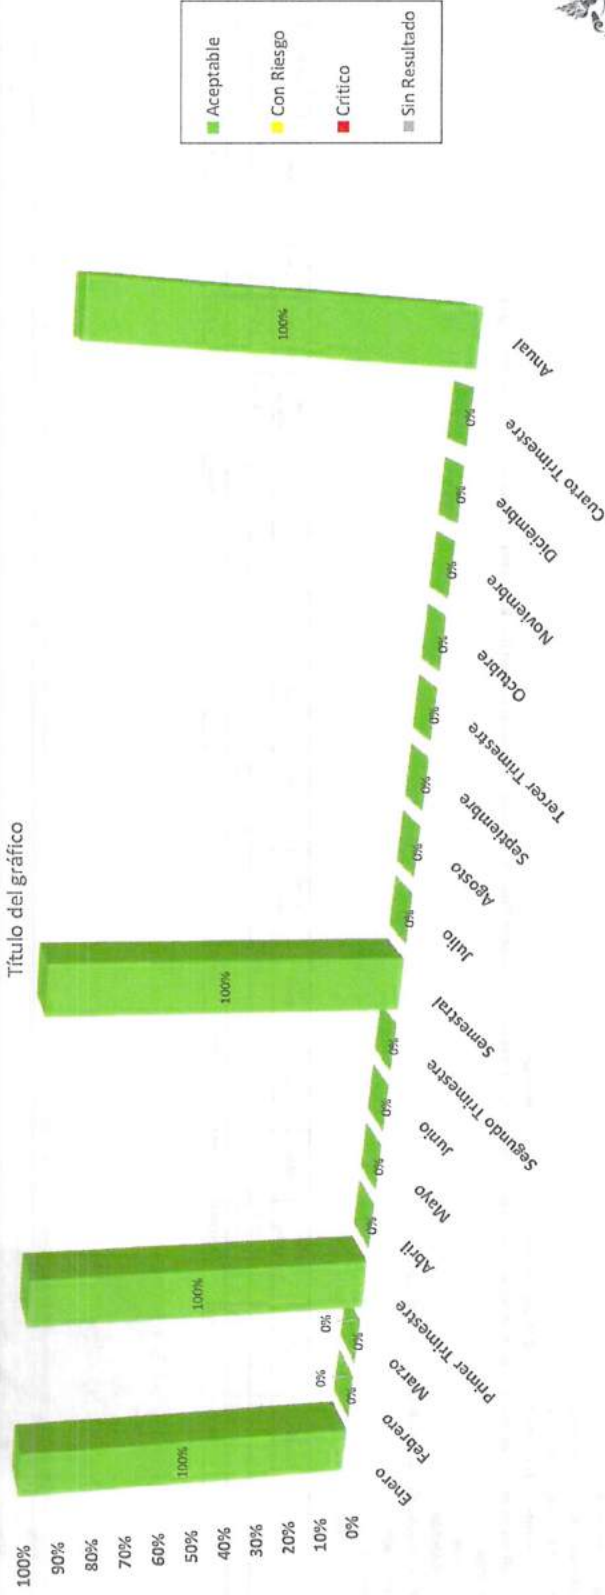 Título del gráfico
100%
90%
80%
70%
60%
50%
40%
30%
20%
10%
0%
100%
0%
0%
0%
0%
100%
0%
0%
0%
0%
100%
0%
0%
0%
0%
0%
0%
0%
0%
100%
Enero
Febrero
Marzo
Primer Trimestre
Abril
Mayo
Junio
Segundo Trimestre
Semestral
Julio
Agosto
Septiembre
Tercer Trimestre
Octubre
Noviembre
Diciembre
Cuarto Trimestre
Anual
Aceptable
Con Riesgo
Critico
Sin Resultado